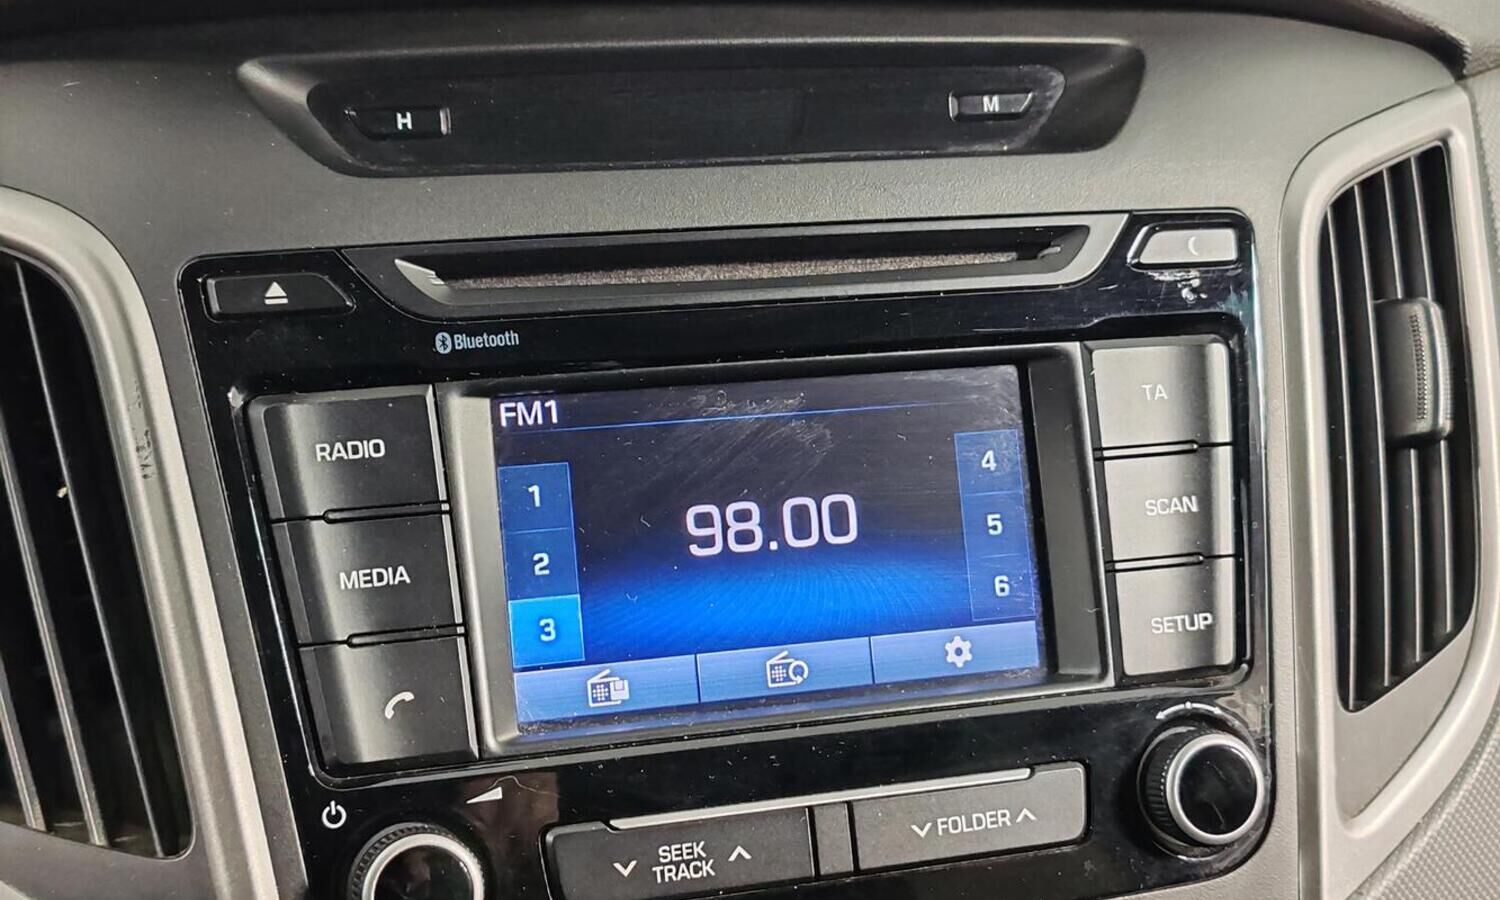 H
M
Bluetooth
RADIO
MEDIA
FM1
98.00
1
2
3
4
5
6
TA
SCAN
SETUP
SEEK
TRACK
FOLDER